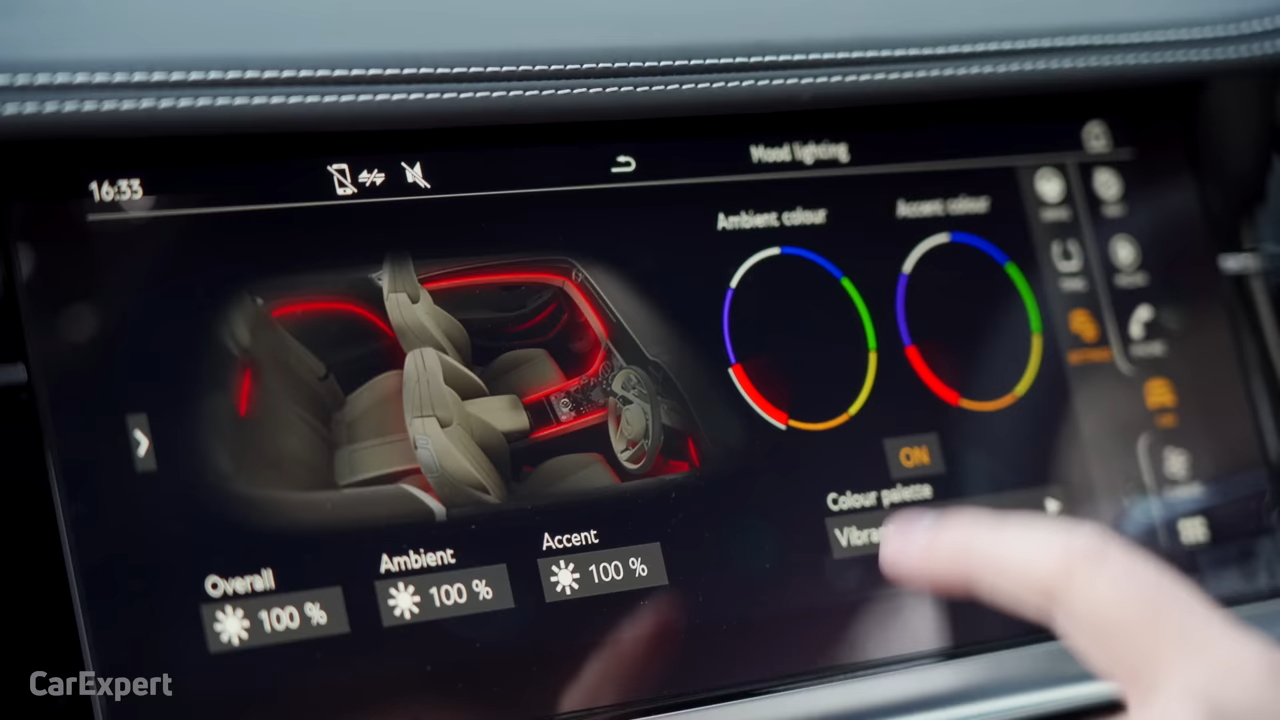 16:33
Mood lighting
Ambient colour
Accent colour
ON
Colour palette
Overall
100 %
Ambient
100 %
Accent
100 %
CarExpert